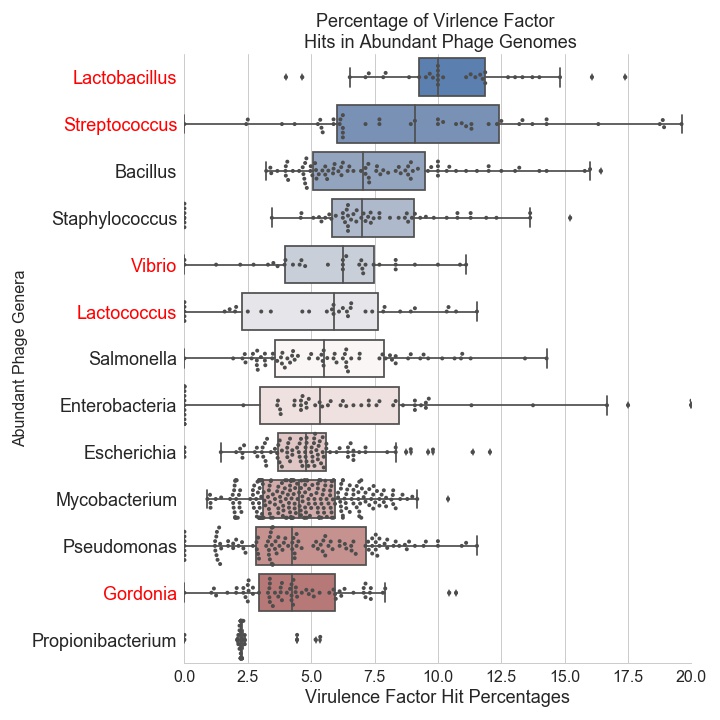 Percentage of Virlence Factor
Hits in Abundant Phage Genomes
Abundant Phage Genera
Lactobacillus
Streptococcus
Bacillus
Staphylococcus
Vibrio
Lactococcus
Salmonella
Enterobacteria
Escherichia
Mycobacterium
Pseudomonas
Gordonia
Propionibacterium
0.0 2.5 5.0 7.5 10.0 12.5 15.0 17.5 20.0
Virulence Factor Hit Percentages